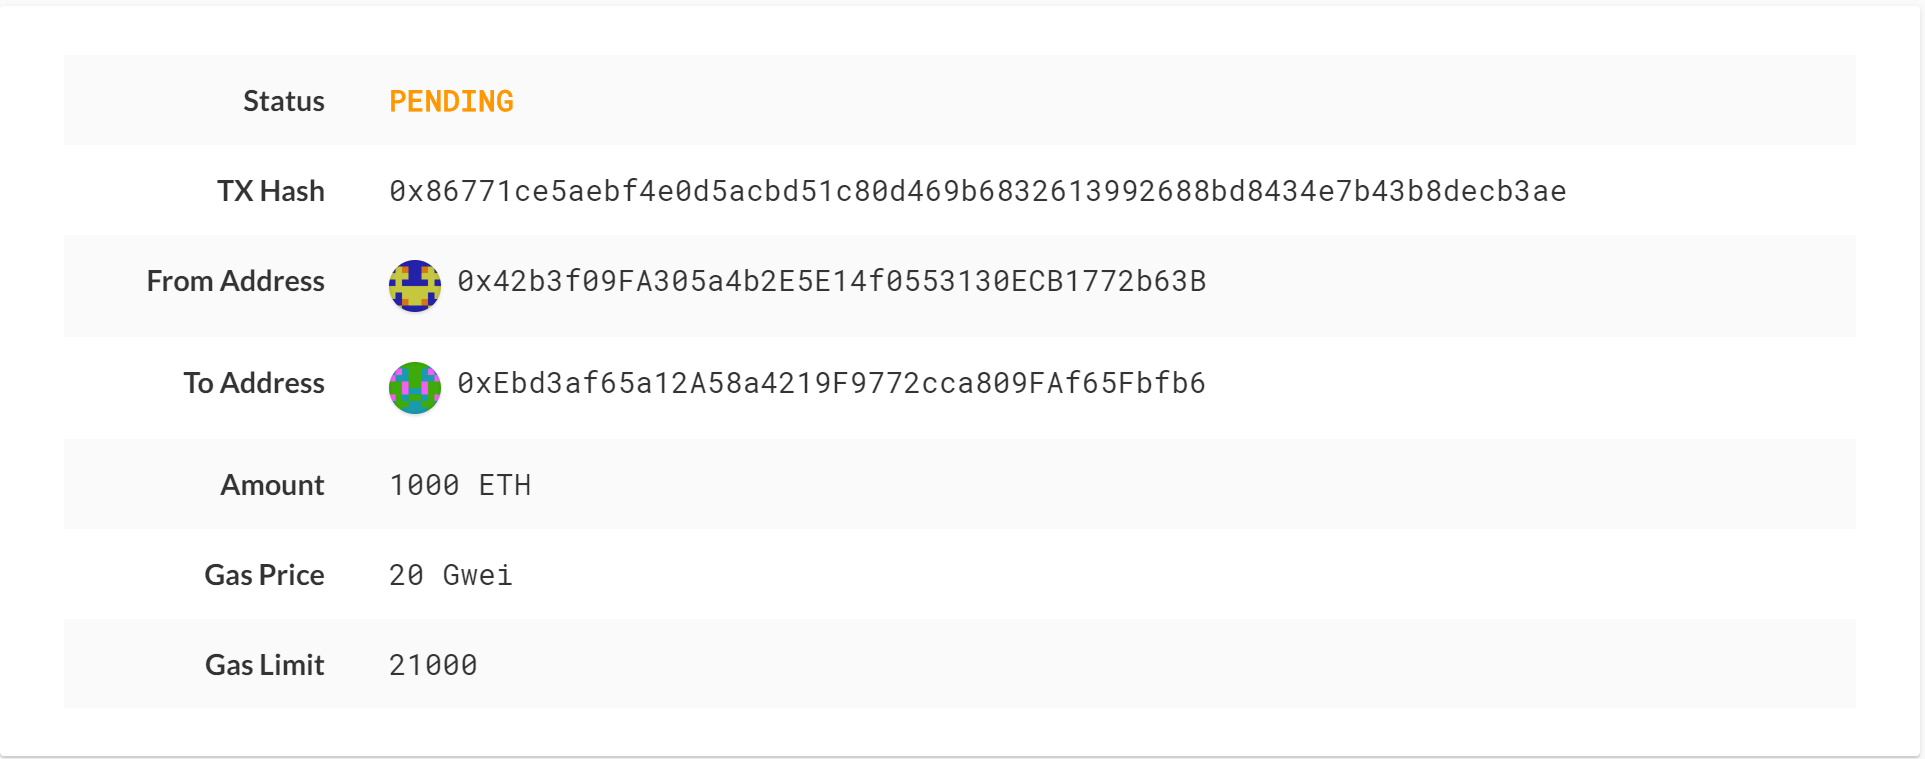 Status PENDING
TX Hash 0x86771ce5aebf4e0d5acbd51c80d469b6832613992688bd8434e7b43b8decb3ae
From Address 0x42b3f09FA305a4b2E5E14f0553130ECB1772b63B
To Address 0xEbd3af65a12A58a4219F9772cca809FAf65Fbfb6
Amount 1000 ETH
Gas Price 20 Gwei
Gas Limit 21000